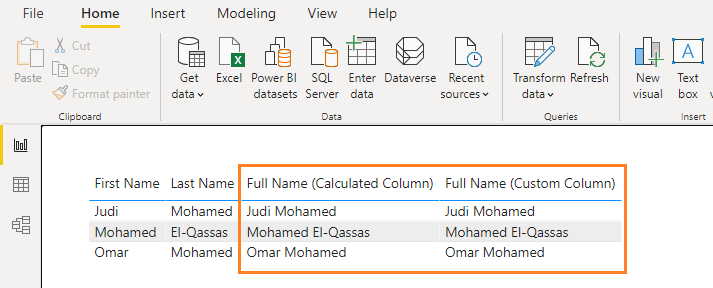 File Home Insert Modeling View Help
Paste Cut Copy Format painter
Get data Excel Power BI datasets SQL Server Enter data Dataverse Recent sources Transform data Refresh New visual Text box
Clipboard Data Queries Insert
First Name Last Name Full Name (Calculated Column) Full Name (Custom Column)
Judi Mohamed Judi Mohamed Judi Mohamed
Mohamed El-Qassas Mohamed El-Qassas Mohamed El-Qassas
Omar Mohamed Omar Mohamed Omar Mohamed